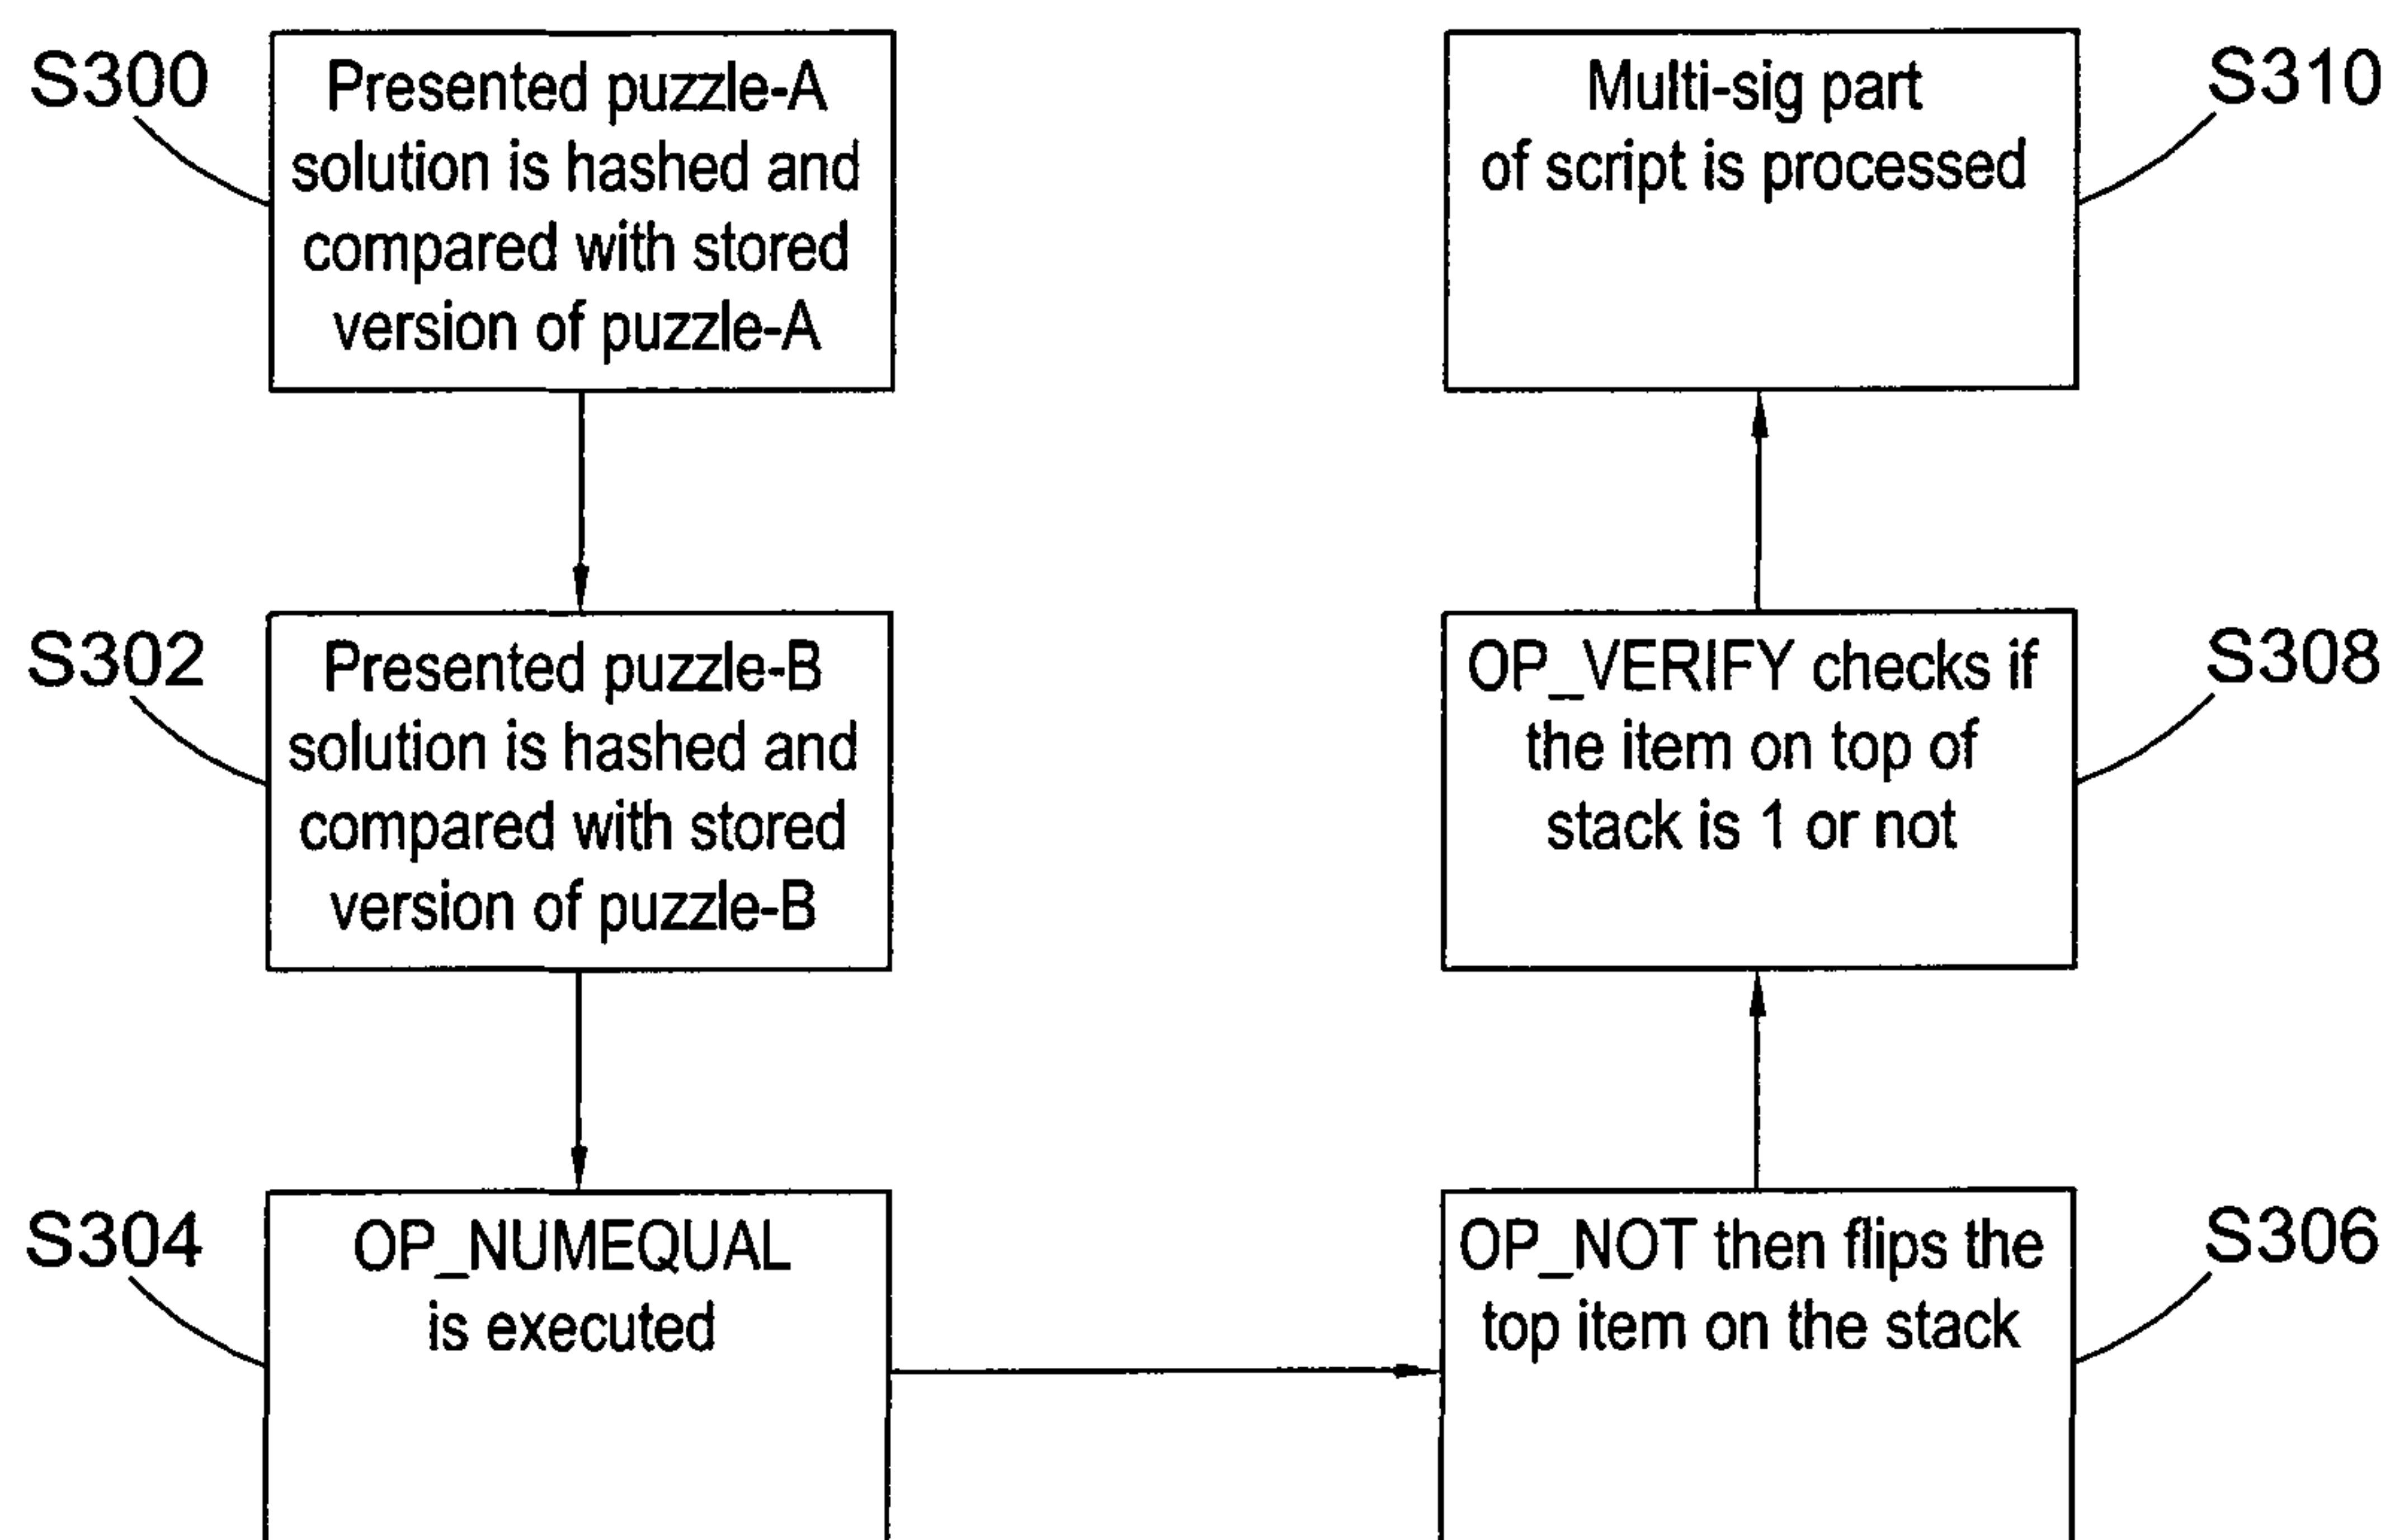 S300
Presented puzzle-A
solution is hashed and
compared with stored
version of puzzle-A
S302
Presented puzzle-B
solution is hashed and
compared with stored
version of puzzle-B
S304
OP_NUMEQUAL
is executed
OP_NOT then flips the
top item on the stack
S306
OP_VERIFY checks if
the item on top of
stack is 1 or not
S308
Multi-sig part
of script is processed
S310